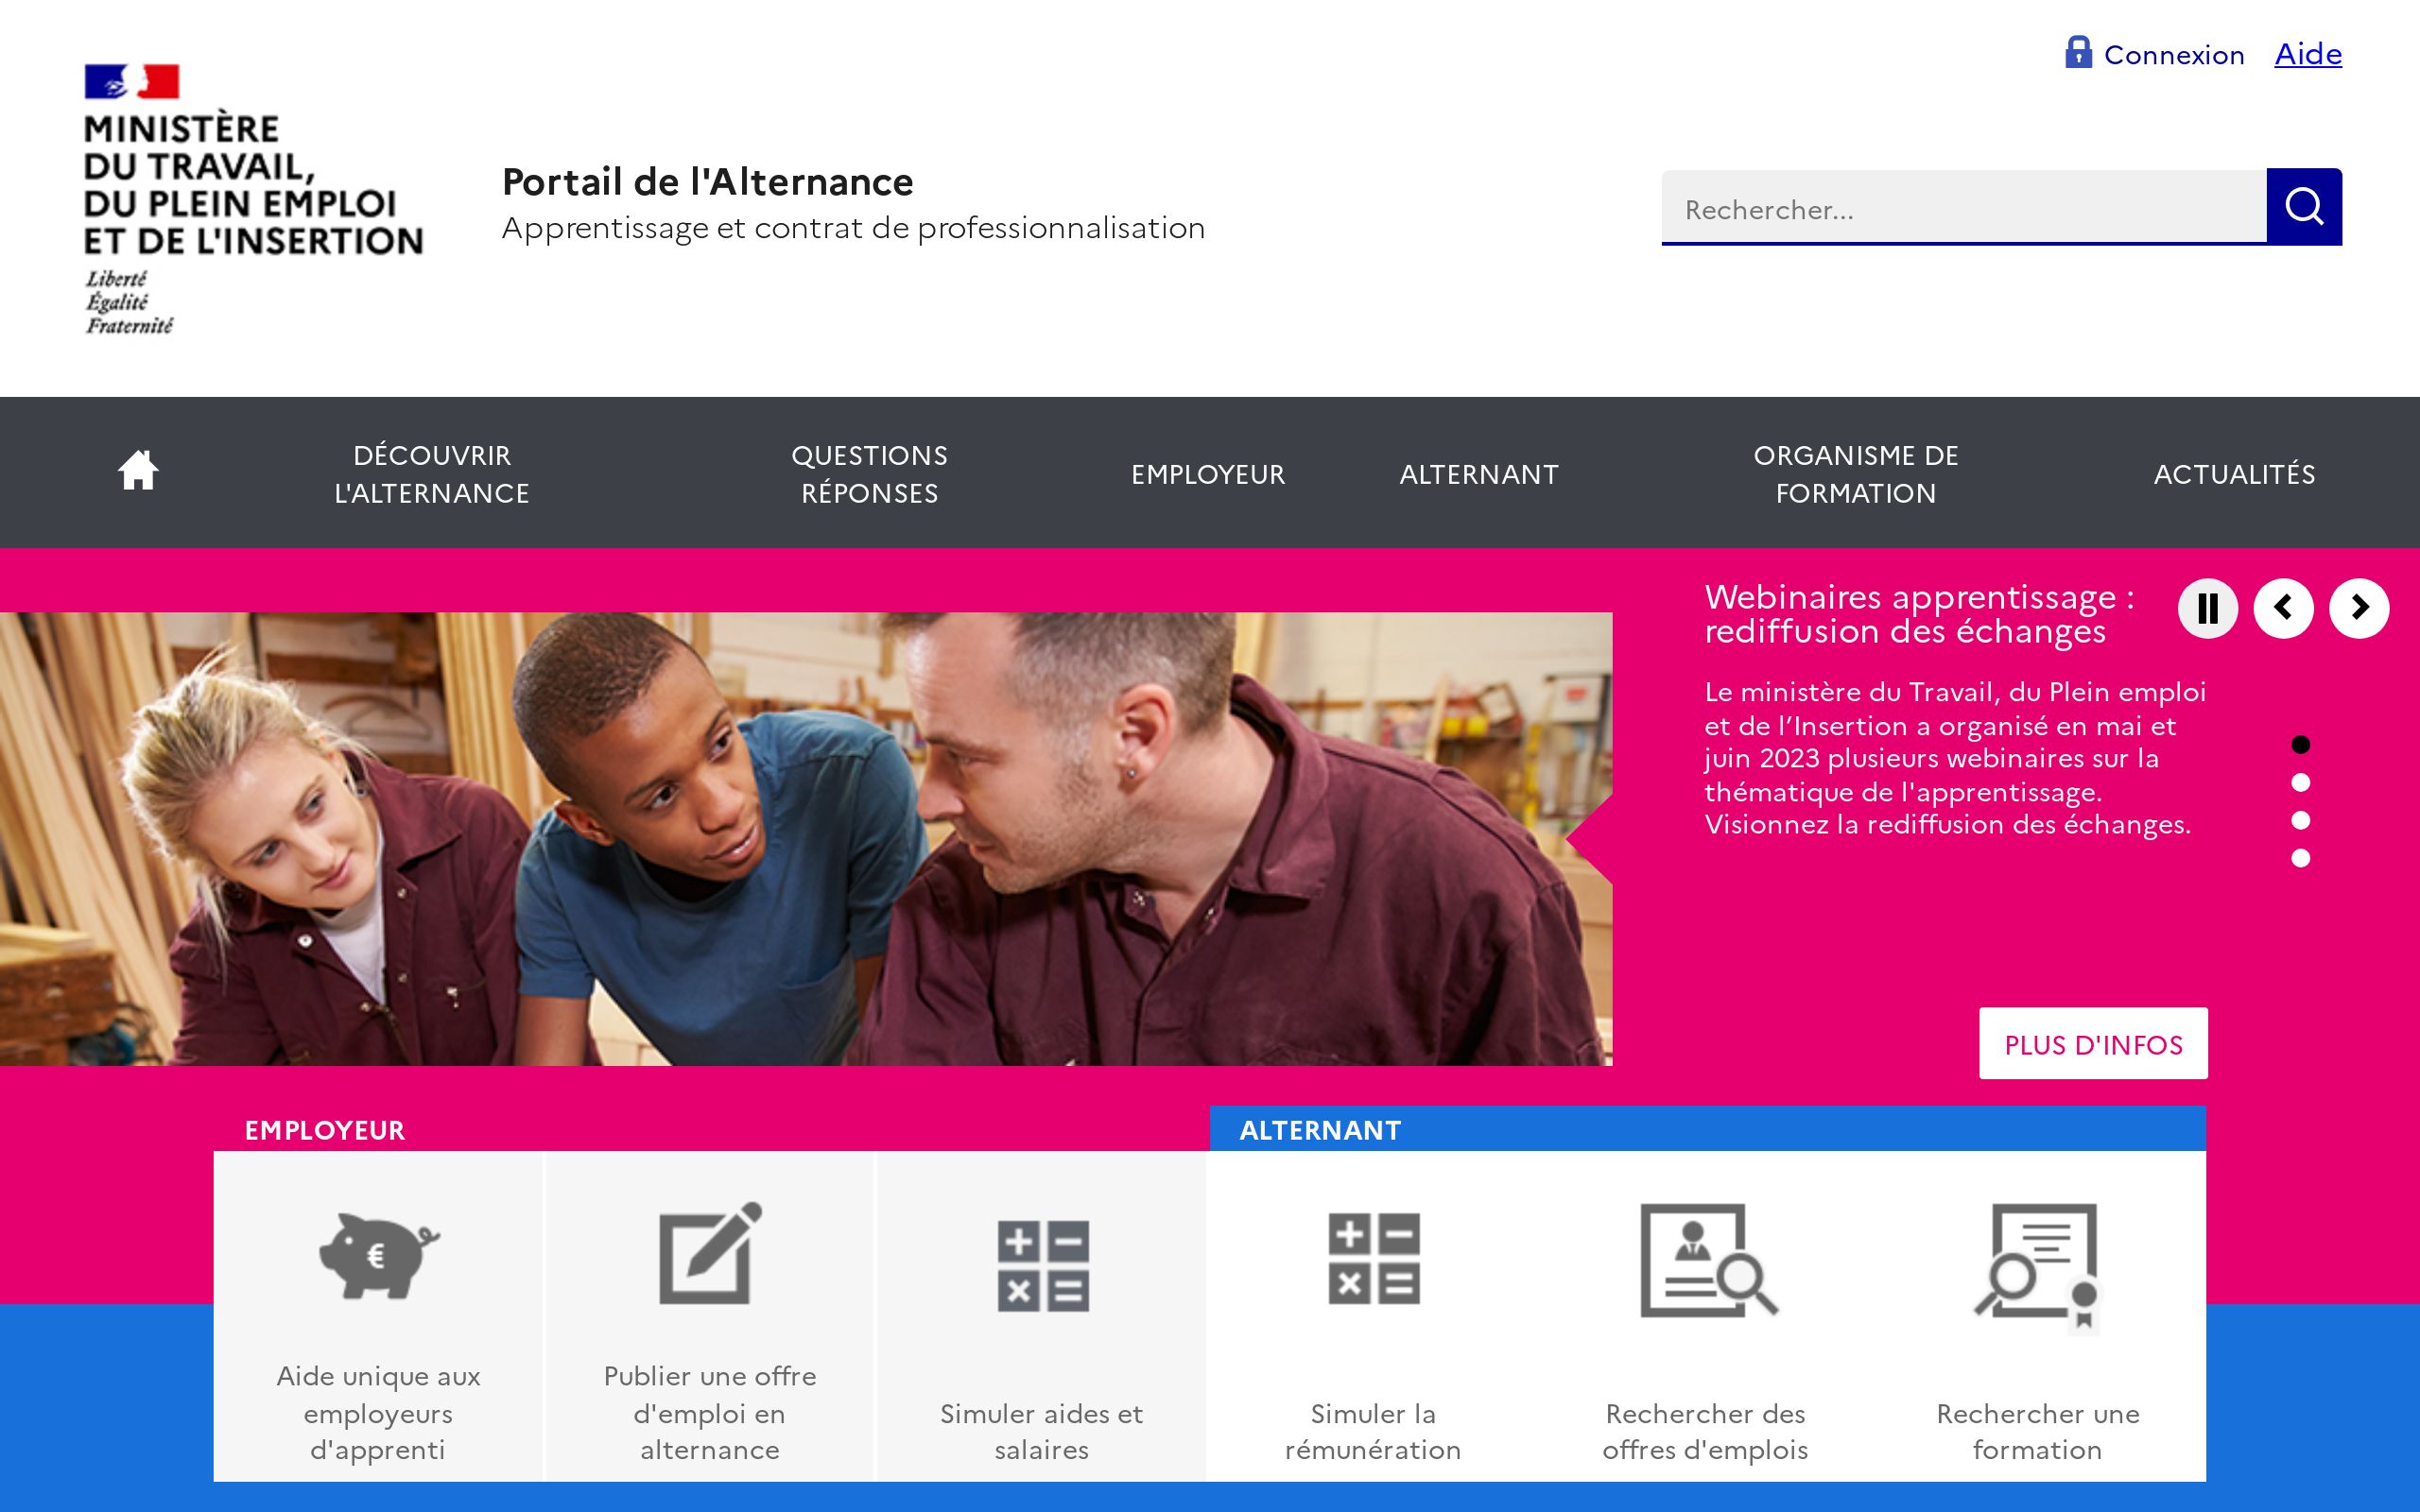 Connexion Aide
MINISTÈRE
DU TRAVAIL,
DU PLEIN EMPLOI
ET DE L'INSERTION
Liberté
Égalité
Fraternité
Portail de l'Alternance
Apprentissage et contrat de professionnalisation
Rechercher...
DÉCOUVRIR
L'ALTERNANCE
QUESTIONS
RÉPONSES
EMPLOYEUR
ALTERNANT
ORGANISME DE
FORMATION
ACTUALITÉS
Webinaires apprentissage :
rediffusion des échanges
Le ministère du Travail, du Plein emploi
et de l’Insertion a organisé en mai et
juin 2023 plusieurs webinaires sur la
thématique de l'apprentissage.
Visionnez la rediffusion des échanges.
PLUS D'INFOS
EMPLOYEUR
Aide unique aux
employeurs
d'apprenti
Publier une offre
d'emploi en
alternance
Simuler aides et
salaires
ALTERNANT
Simuler la
rémunération
Rechercher des
offres d'emplois
Rechercher une
formation